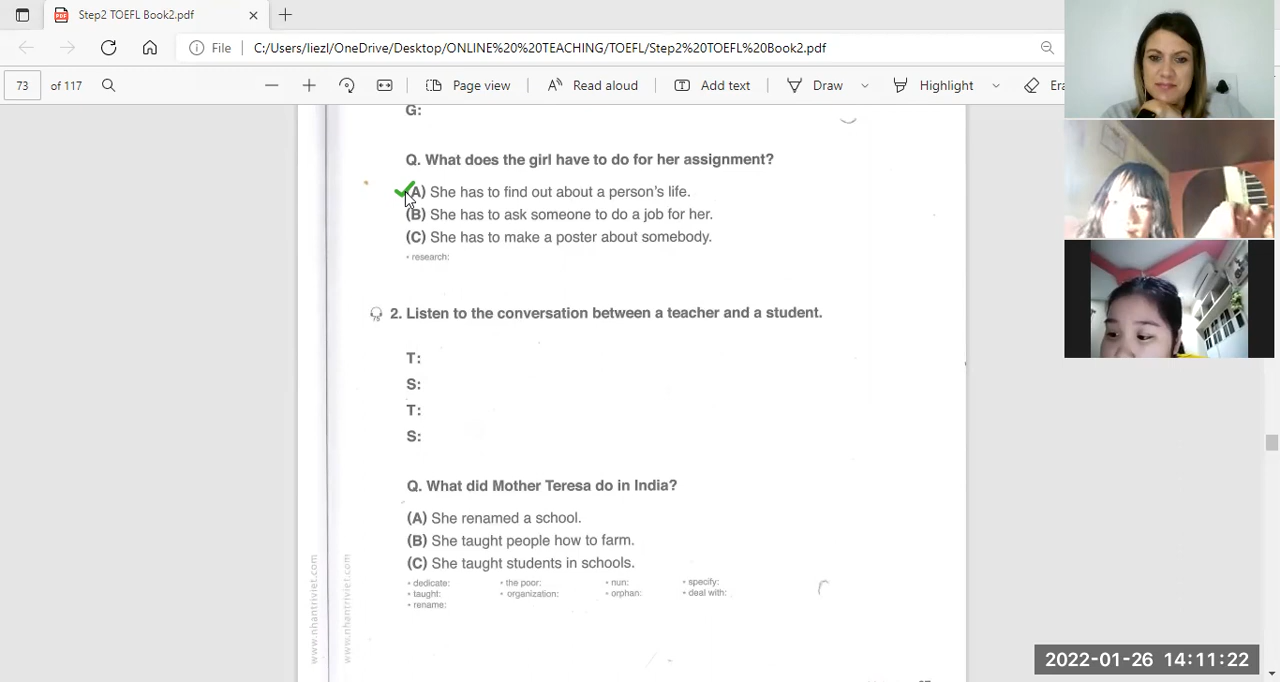 Step2 TOEFL Book2.pdf
File
C:/Users/liezl/OneDrive/Desktop/ONLINE%20%20TEACHING/TOEFL/Step2%20TOEFL%20Book2.pdf
73 of 117
Page view
Read aloud
Add text
Draw
Highlight
Era
G:
Q. What does the girl have to do for her assignment?
A) She has to find out about a person's life.
(B) She has to ask someone to do a job for her.
(C) She has to make a poster about somebody.
• research:
2. Listen to the conversation between a teacher and a student.
T:
S:
T:
S:
Q. What did Mother Teresa do in India?
(A) She renamed a school.
(B) She taught people how to farm.
(C) She taught students in schools.
• dedicate: • the poor: • nun: • specify:
• taught: • organization: • orphan: • deal with:
• rename:
www.nhantriviet.com
www.nhantriviet.com
2022-01-26 14:11:22